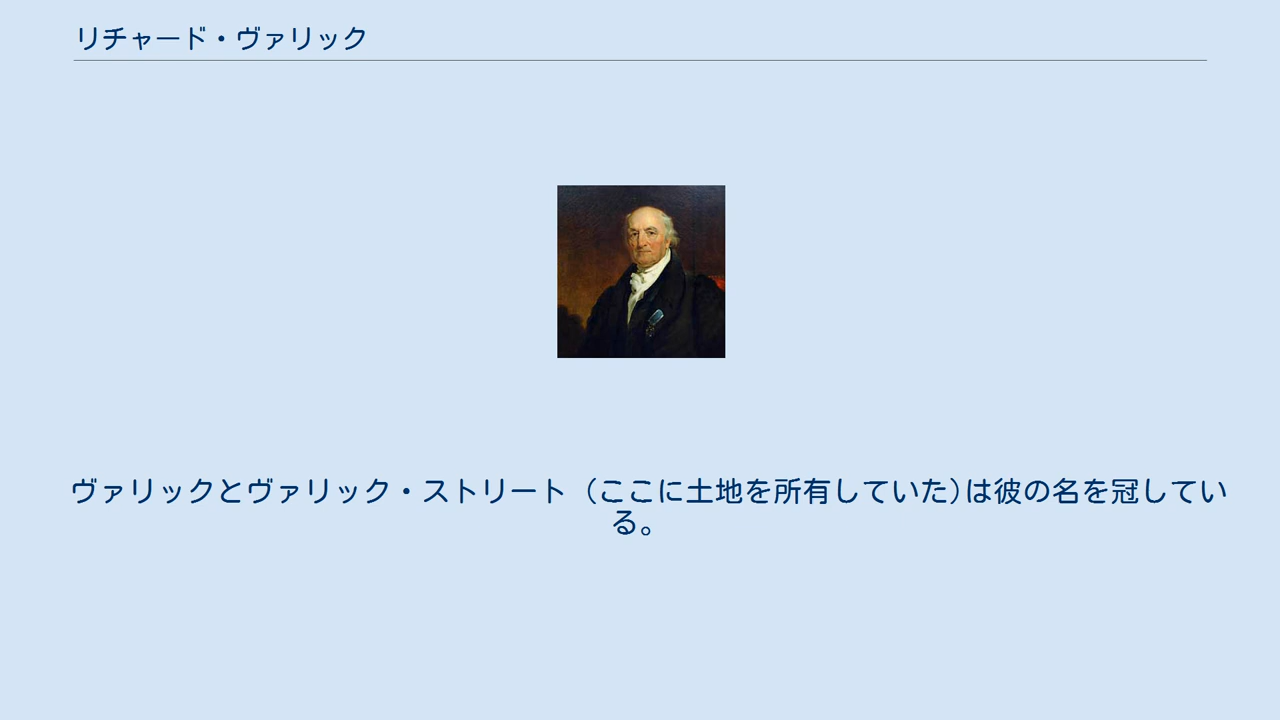 リチャード・ヴァリック
ヴァリックとヴァリック・ストリート (ここに土地を所有していた)は彼の名を冠してい
る。